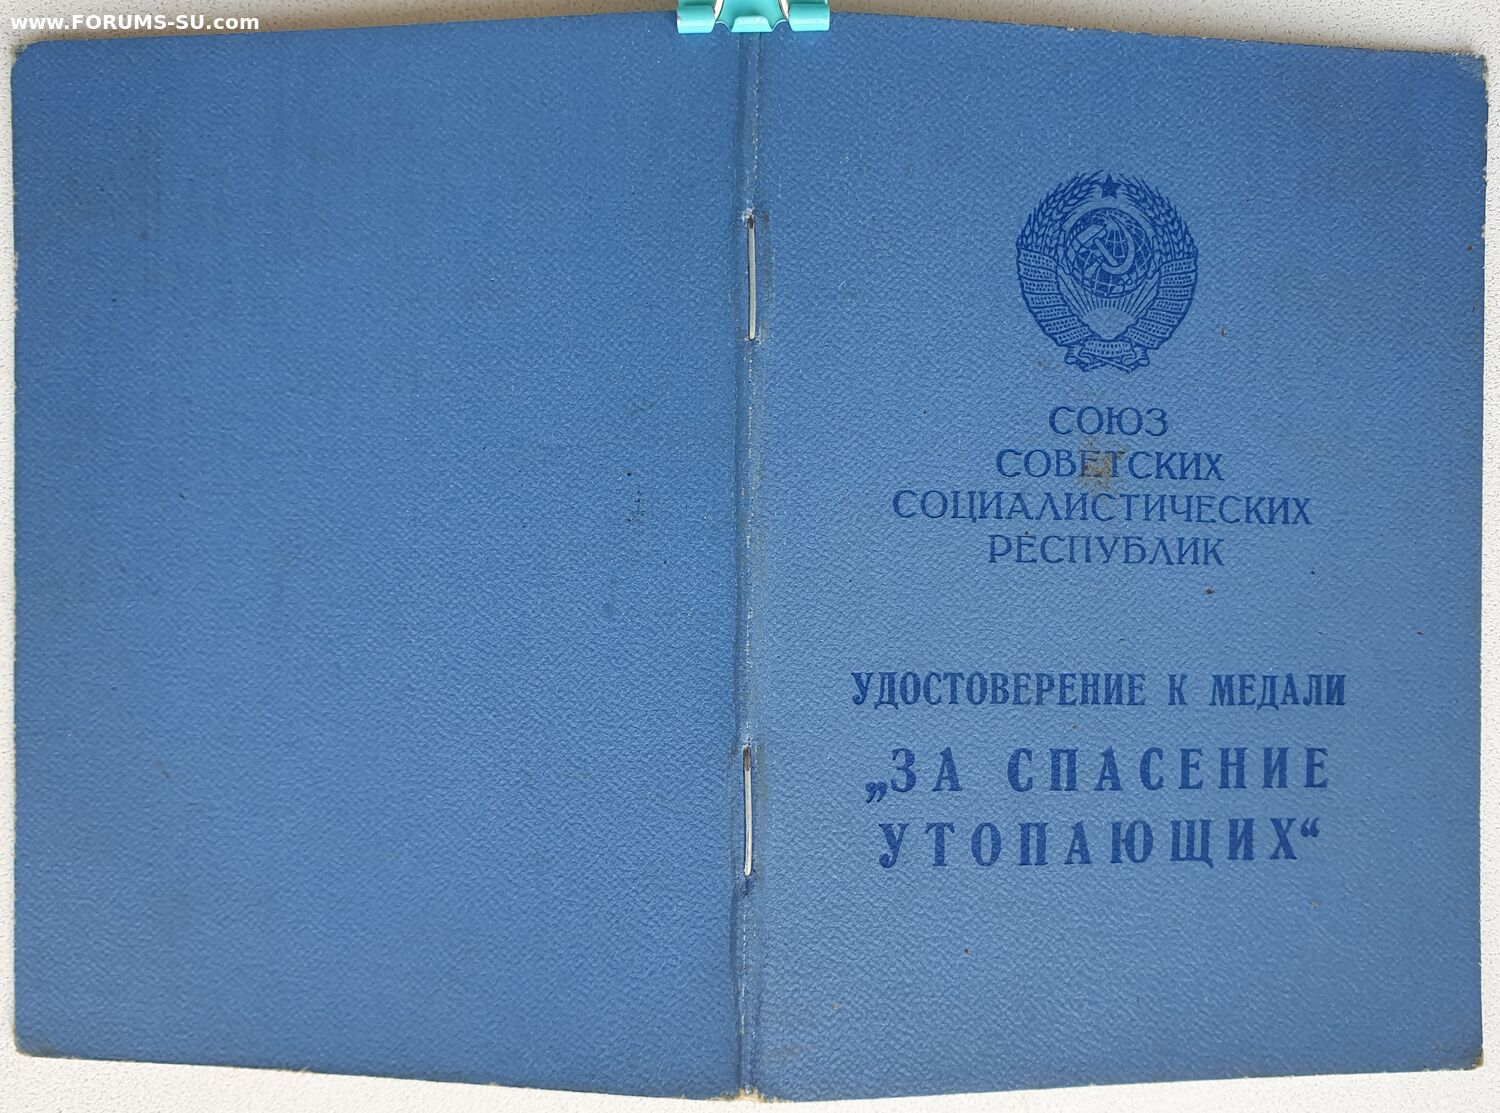 www.FORUMS-SU.com
СОЮЗ
СОВЕТСКИХ
СОЦИАЛИСТИЧЕСКИХ
РЕСПУБЛИК
УДОСТОВЕРЕНИЕ К МЕДАЛИ
„ЗА СПАСЕНИЕ
УТОПАЮЩИХ“